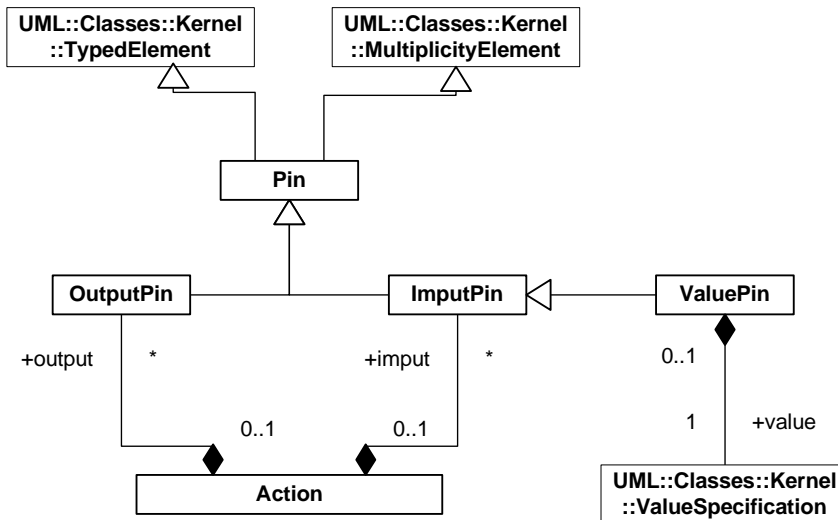 UML::Classes::Kernel
::TypedElement
UML::Classes::Kernel
::MultiplicityElement
Pin
OutputPin
ImputPin
ValuePin
+output
*
+imput
*
0..1
0..1
0..1
1
+value
Action
UML::Classes::Kernel
::ValueSpecification